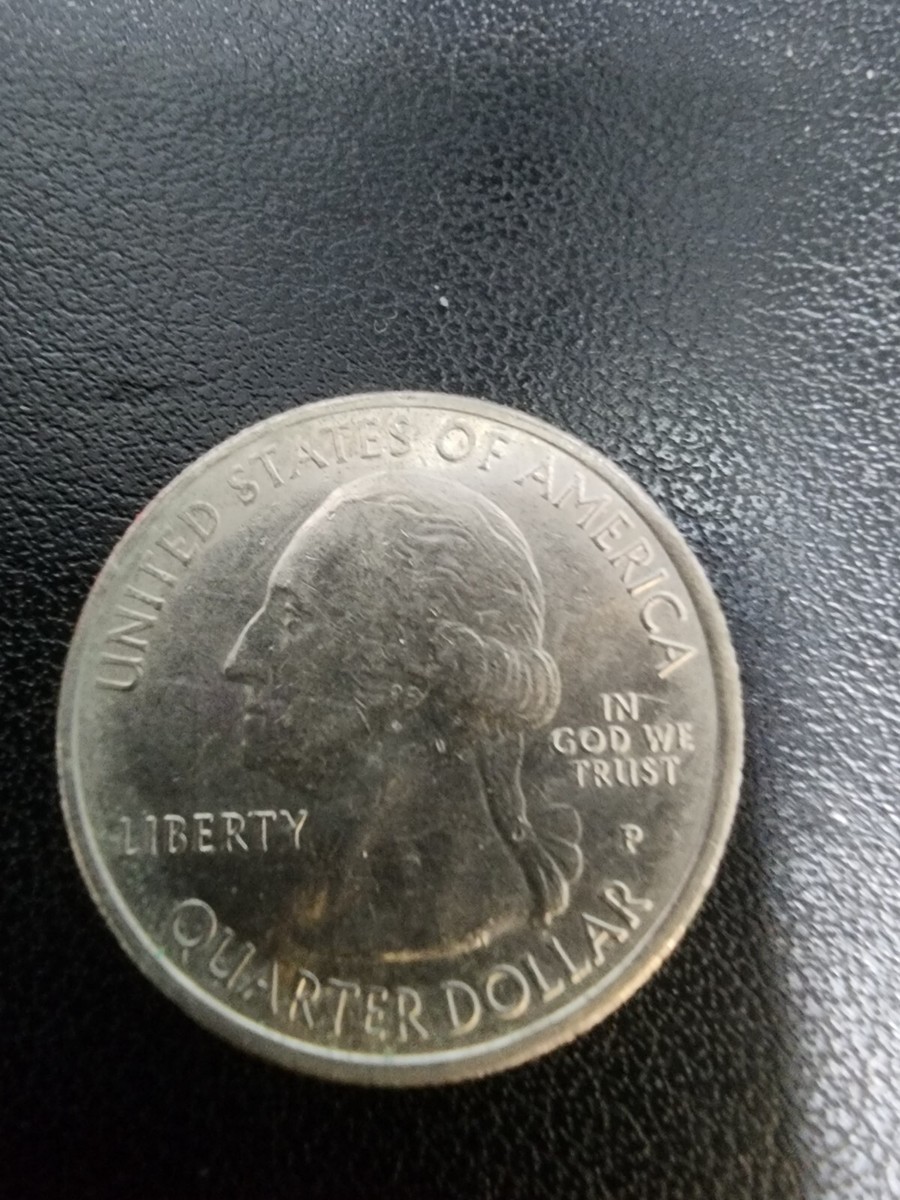 UNITED STATES OF AMERICA
IN
GOD WE
TRUST
LIBERTY
P
QUARTER DOLLAR